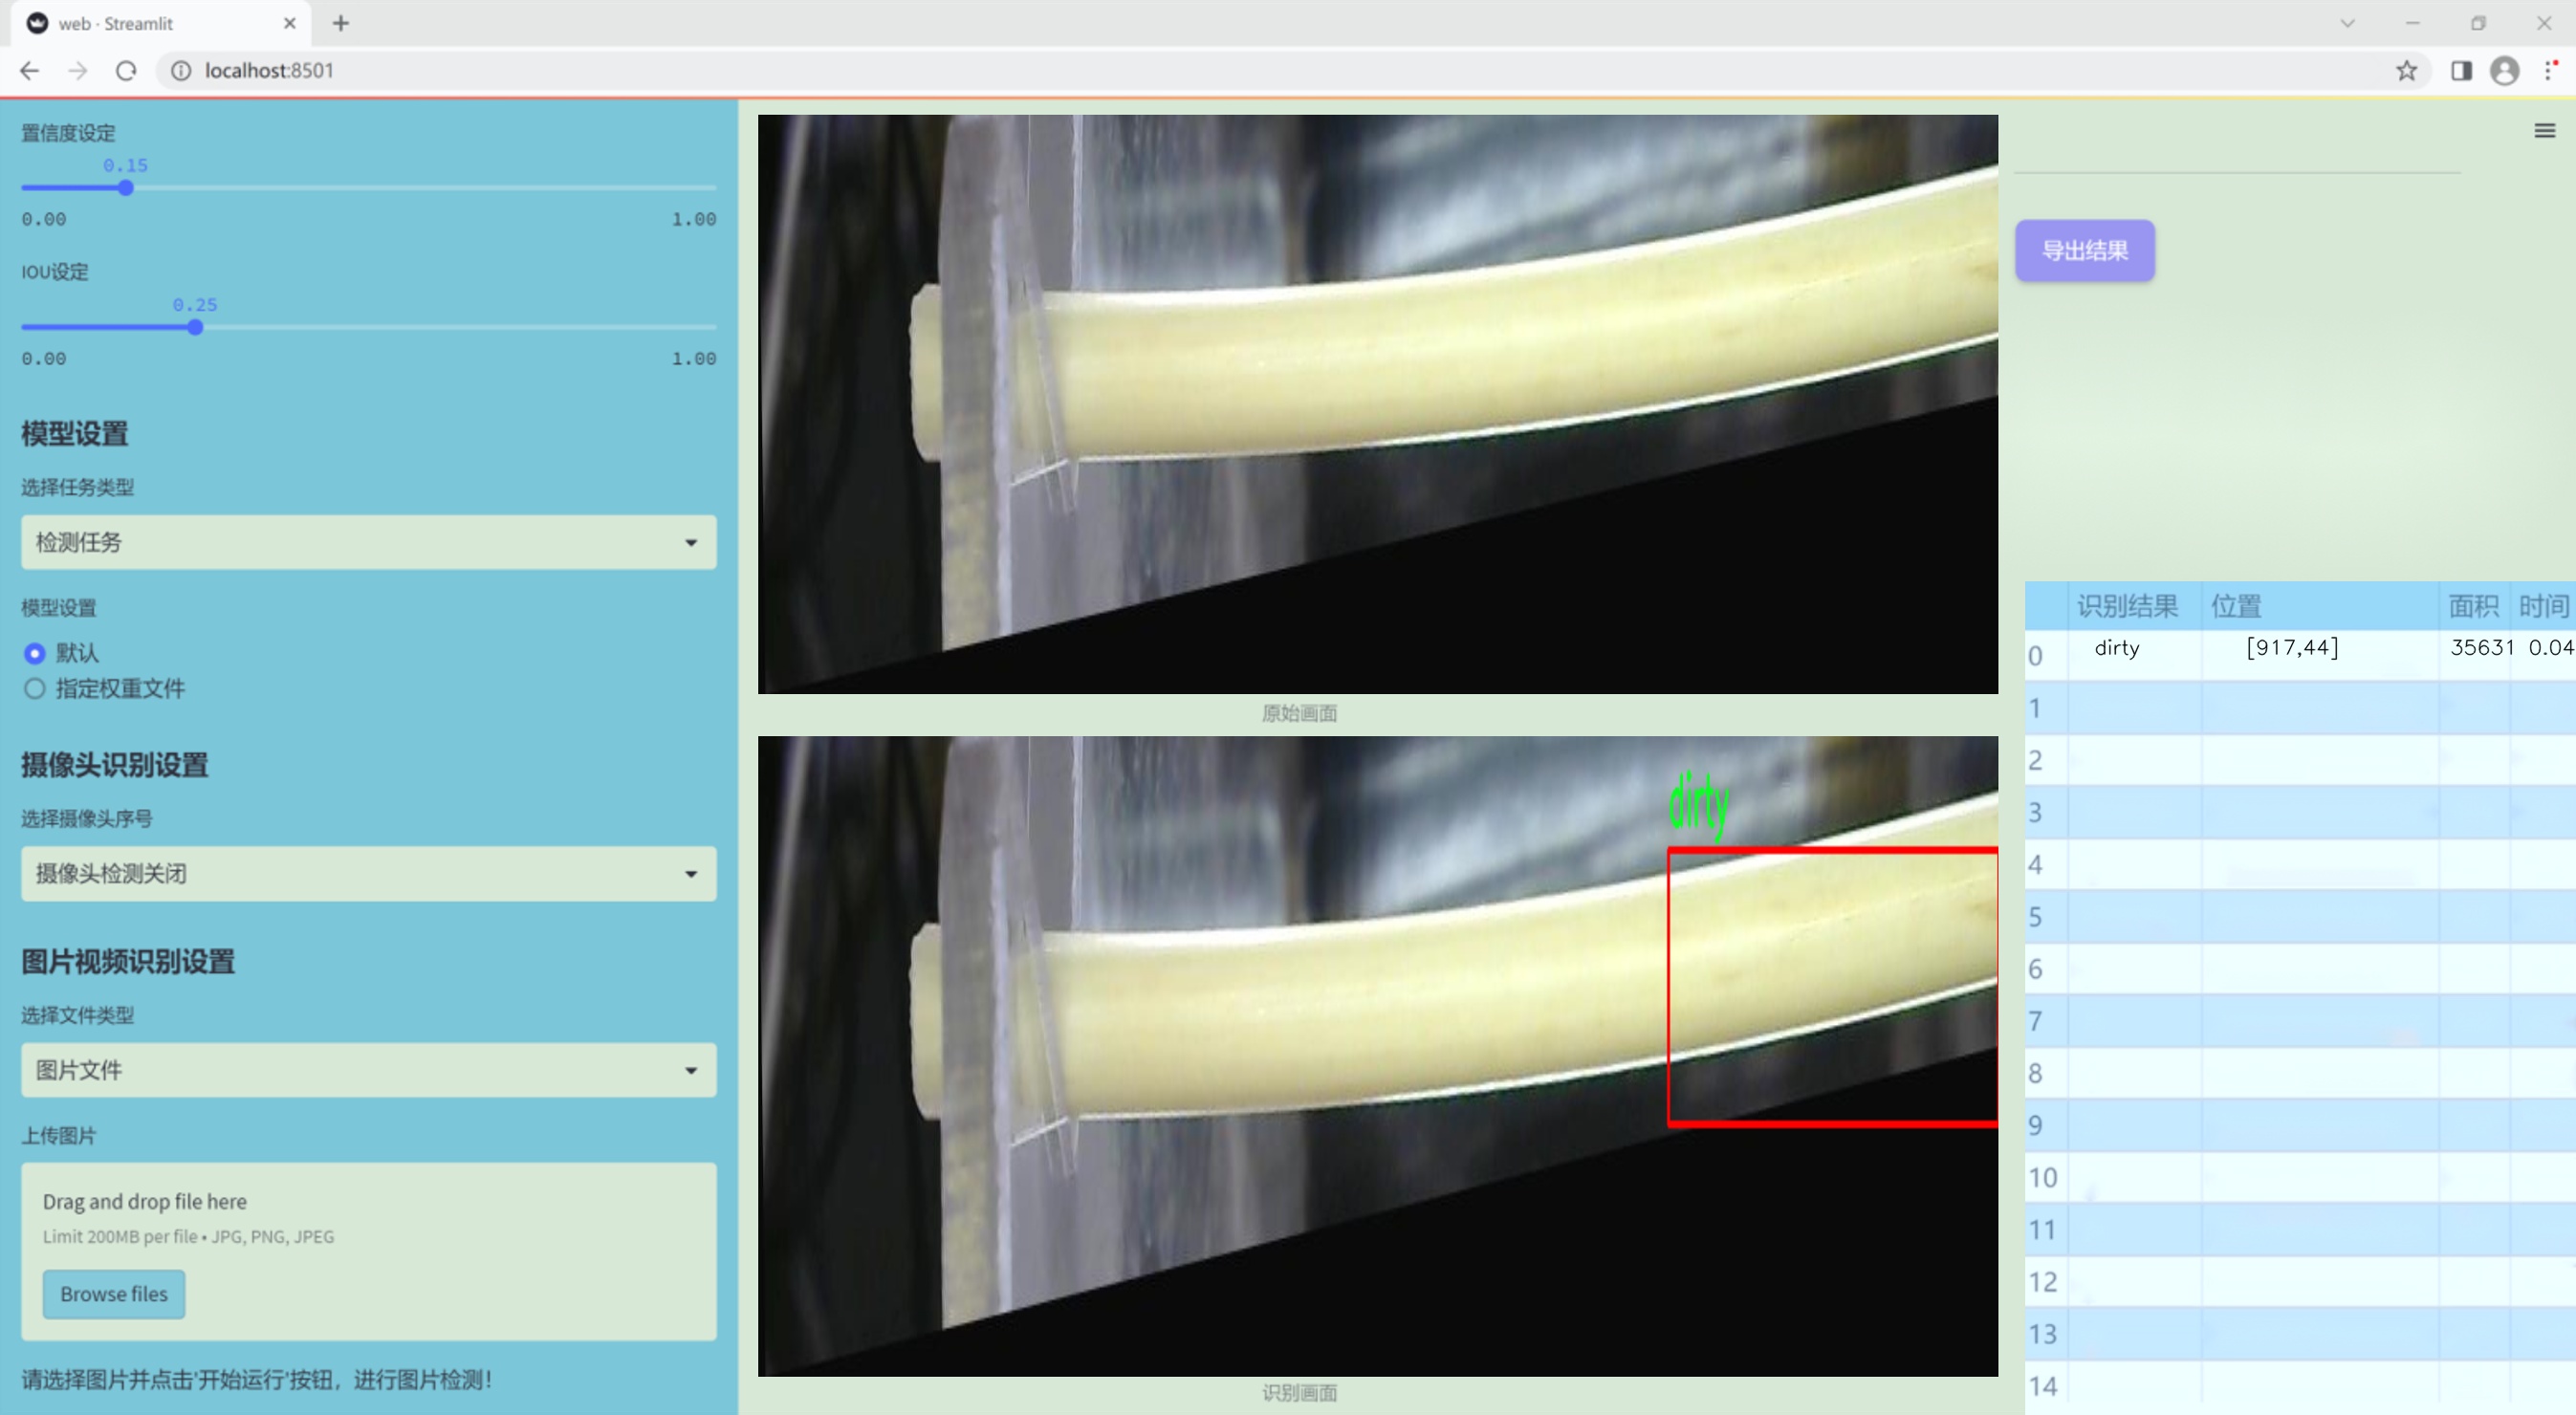 web · Streamlit
localhost:8501
置信度设定
0.15
0.00 1.00
IOU设定
0.25
0.00 1.00
模型设置
选择任务类型
检测任务
模型设置
默认
指定权重文件
摄像头识别设置
选择摄像头序号
摄像头检测关闭
图片视频识别设置
选择文件类型
图片文件
上传图片
Drag and drop file here
Limit 200MB per file • JPG, PNG, JPEG
Browse files
请选择图片并点击'开始运行'按钮，进行图片检测！
原始画面
dirty
识别画面
导出结果
识别结果 位置 面积 时间
0 dirty [917,44] 35631 0.04
1
2
3
4
5
6
7
8
9
10
11
12
13
14